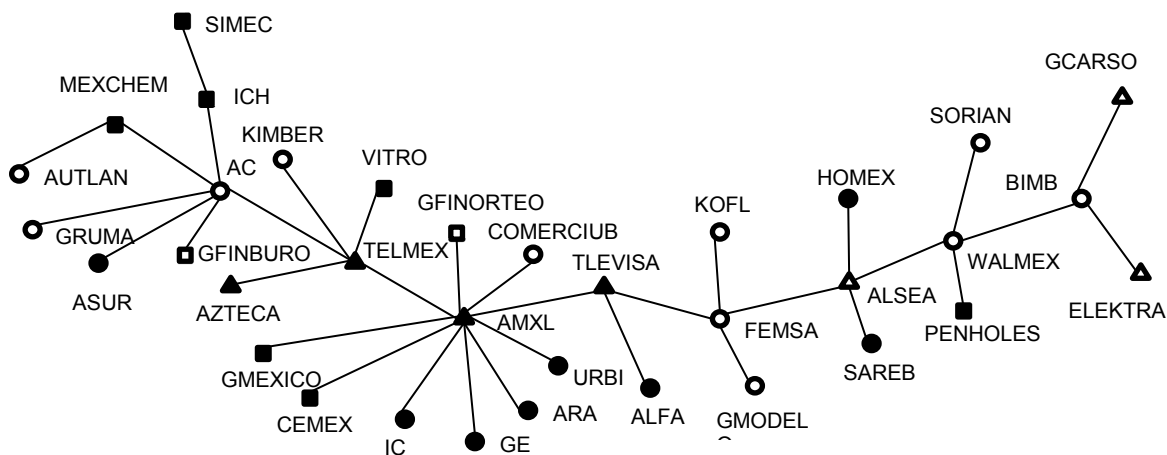 SIMEC
GCARSO
MEXCHEM
ICH
SORIAN
KIMBER
VITRO
AC
AUTLAN
HOMEX
BIMB
GFINORTEO
KOFL
COMERCIUB
GRUMA
GFINBURO
TELMEX
TLEVISA
WALMEX
ASUR
AZTECA
ALSEA
ELEKTRA
AMXL
FEMSA
PENHOLES
GMEXICO
URBI
SAREB
CEMEX
ARA
ALFA
GMODEL
IC
GE